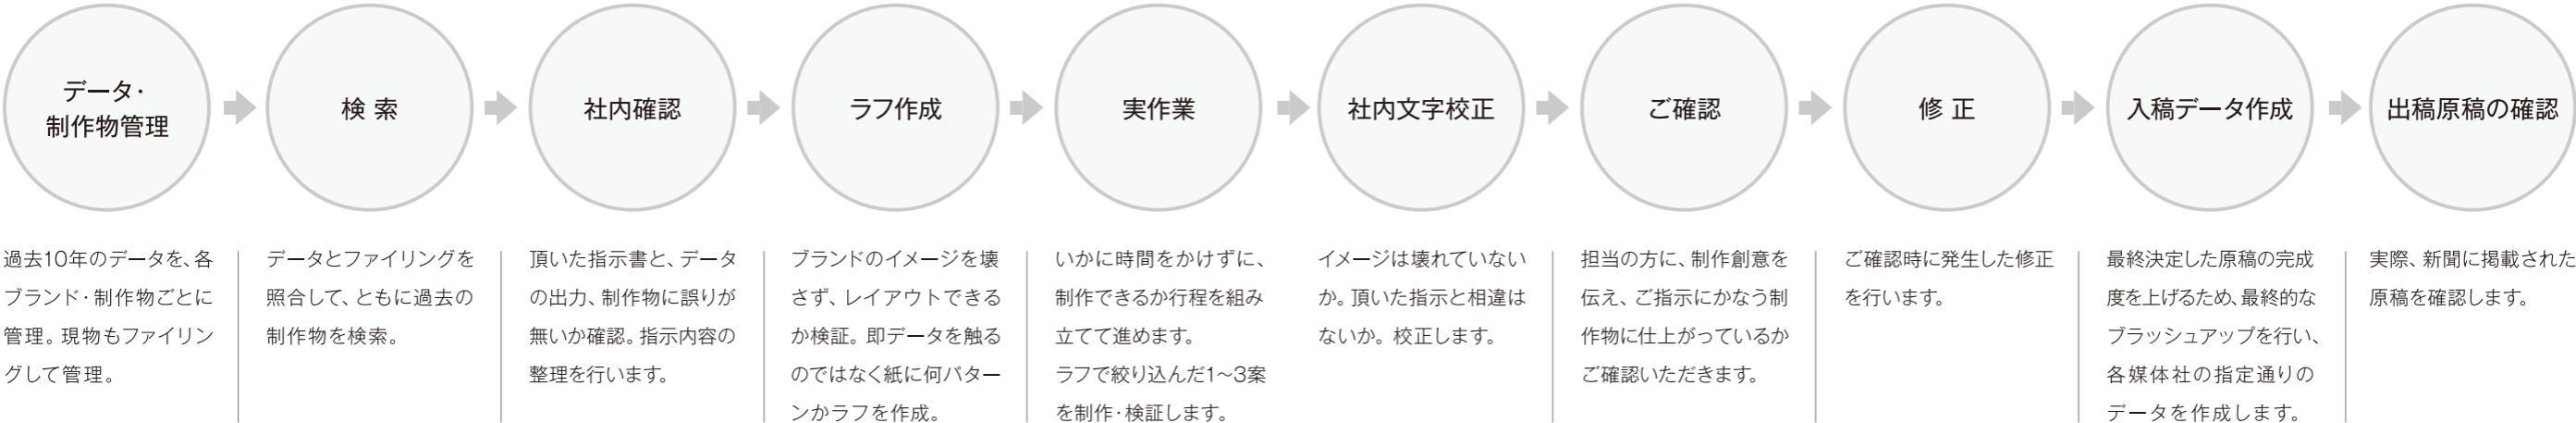 データ・
制作物管理
検 索
社内確認
ラフ作成
実作業
社内文字校正
ご確認
修 正
入稿データ作成
出稿原稿の確認
過去10年のデータを、各
ブランド・制作物ごとに
管理。現物もファイリン
グして管理。
データとファイリングを
照合して、ともに過去の
制作物を検索。
頂いた指示書と、データ
の出力、制作物に誤りが
無いか確認。指示内容の
整理を行います。
ブランドのイメージを壊
さず、レイアウトできる
か検証。即データを触る
のではなく紙に何パター
ンかラフを作成。
いかに時間をかけずに、
制作できるか行程を組み
立てて進めます。
ラフで絞り込んだ1〜3案
を制作・検証します。
イメージは壊れていない
か。頂いた指示と相違は
ないか。校正します。
担当の方に、制作創意を
伝え、ご指示にかなう制
作物に仕上がっているか
ご確認いただきます。
ご確認時に発生した修正
を行います。
最終決定した原稿の完成
度を上げるため、最終的な
ブラッシュアップを行い、
各媒体社の指定通りの
データを作成します。
実際、新聞に掲載された
原稿を確認します。